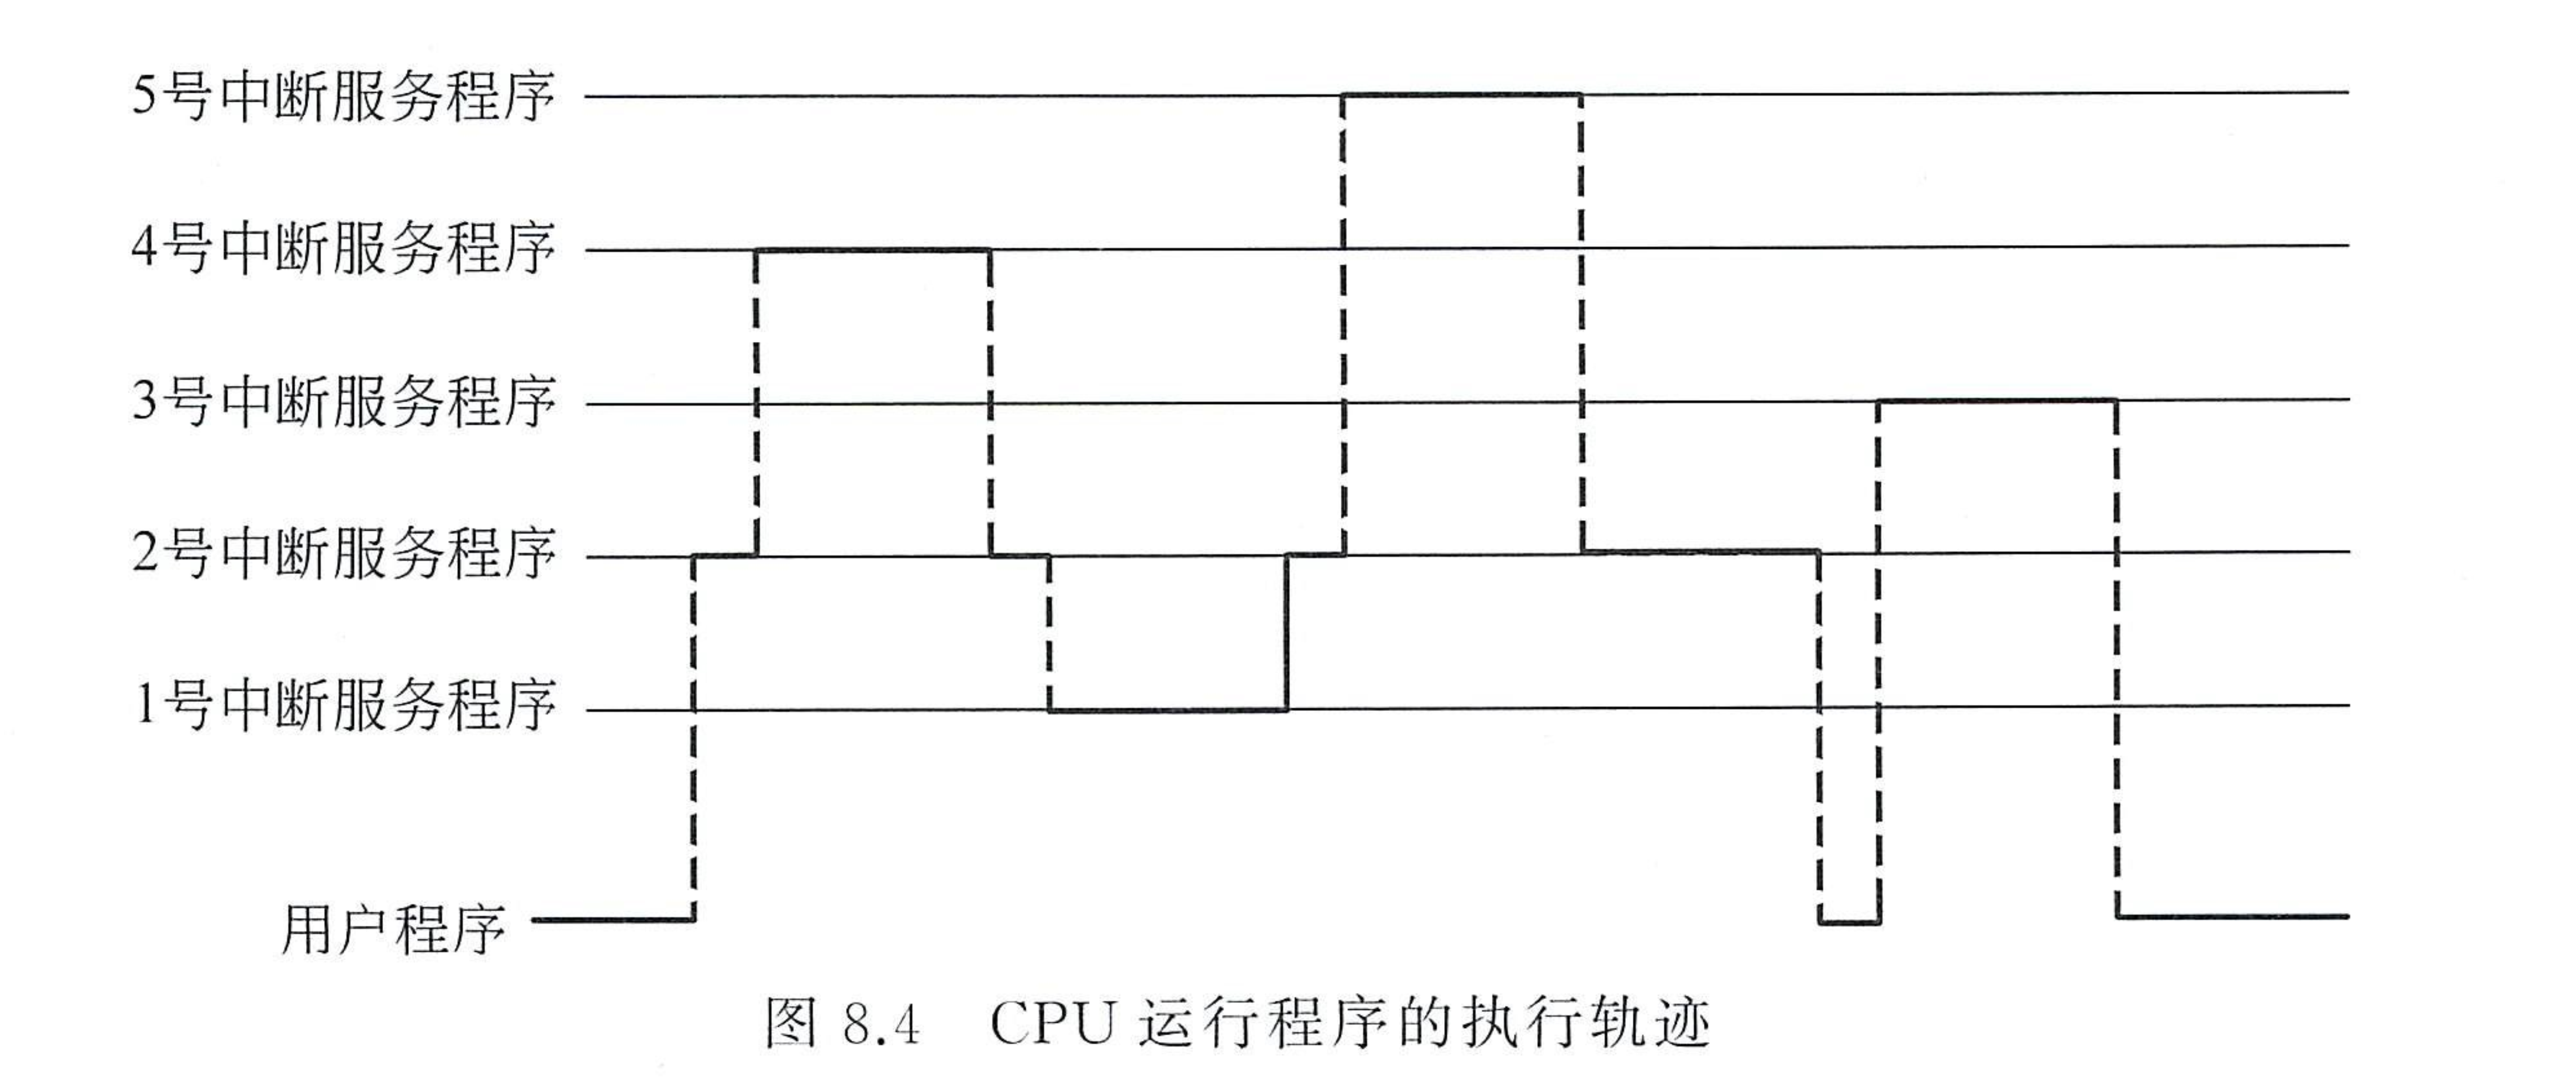 5号中断服务程序
4号中断服务程序
3号中断服务程序
2号中断服务程序
1号中断服务程序
用户程序
图 8.4 CPU 运行程序的执行轨迹